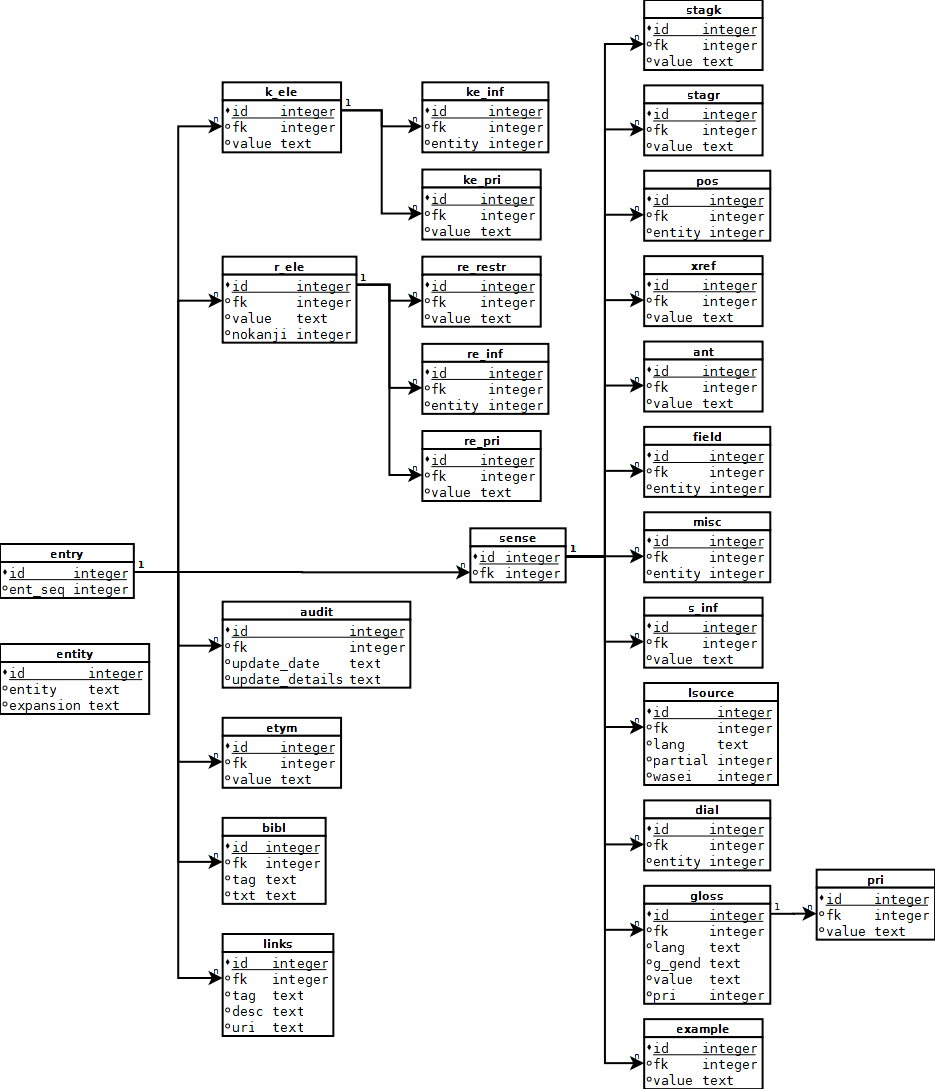 stagk
id integer
fk integer
value text
stagr
id integer
fk integer
value text
pos
id integer
fk integer
entity integer
xref
id integer
fk integer
value text
ant
id integer
fk integer
value text
field
id integer
fk integer
entity integer
misc
id integer
fk integer
entity integer
s_inf
id integer
fk integer
value text
lsource
id integer
fk integer
lang text
partial integer
wasei integer
dial
id integer
fk integer
entity integer
gloss
id integer
fk integer
lang text
g_gend text
value text
pri integer
1
n
pri
id integer
fk integer
value text
example
id integer
fk integer
value text
k_ele
id integer
fk integer
value text
1
n
ke_inf
id integer
fk integer
entity integer
n
ke_pri
id integer
fk integer
value text
r_ele
id integer
fk integer
value text
nokanji integer
1
n
re_restr
id integer
fk integer
value text
n
re_inf
id integer
fk integer
entity integer
n
re_pri
id integer
fk integer
value text
entry
id integer
ent_seq integer
1
n
sense
id integer
fk integer
1
n
n
n
n
n
n
n
n
n
n
n
n
entity
id integer
entity text
expansion text
n
n
audit
id integer
fk integer
update_date text
update_details text
n
etym
id integer
fk integer
value text
n
bibl
id integer
fk integer
tag text
txt text
n
links
id integer
fk integer
tag text
desc text
uri text
n